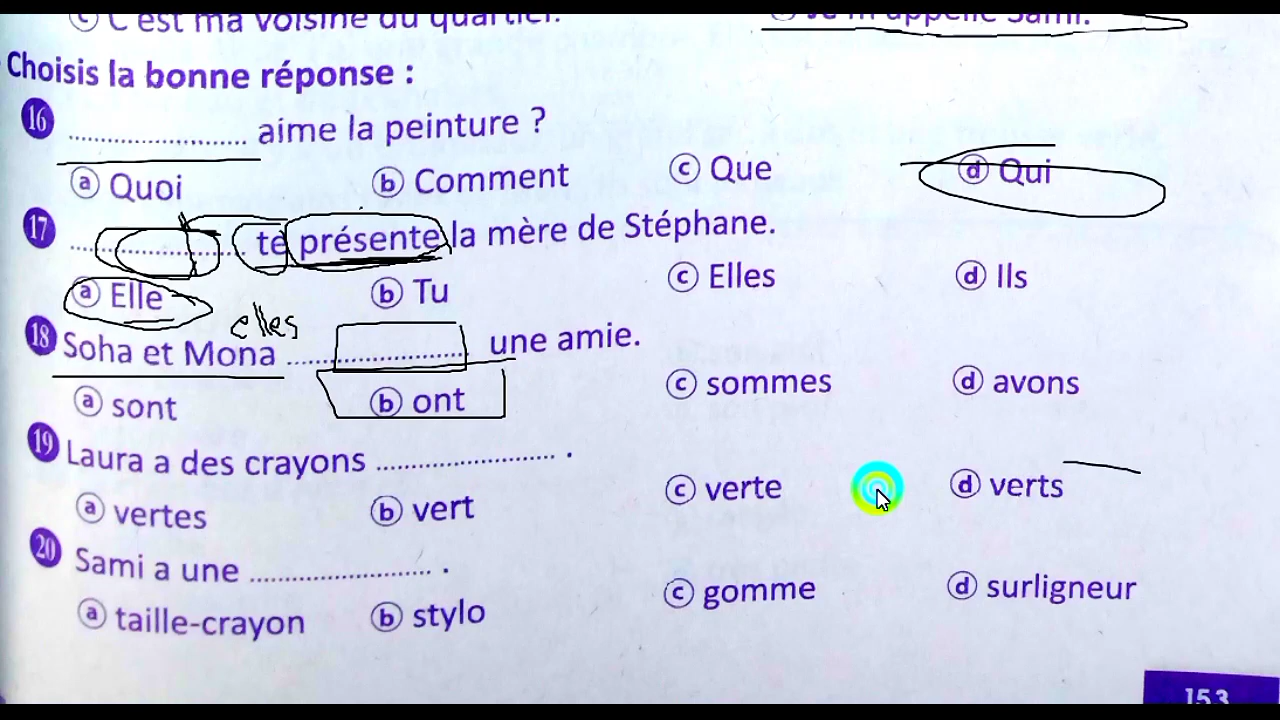 ⓒ C'est ma voisine du quartier.
ⓓ Je m'appelle Sami.
Choisis la bonne réponse :
16 ........................ aime la peinture ?
ⓐ Quoi ⓑ Comment ⓒ Que ⓓ Qui
17 ........................ te présente la mère de Stéphane.
ⓐ Elle ⓑ Tu ⓒ Elles ⓓ Ils
elles
18 Soha et Mona ........................ une amie.
ⓐ sont ⓑ ont ⓒ sommes ⓓ avons
19 Laura a des crayons ........................ .
ⓐ vertes ⓑ vert ⓒ verte ⓓ verts
20 Sami a une ........................ .
ⓐ taille-crayon ⓑ stylo ⓒ gomme ⓓ surligneur
153